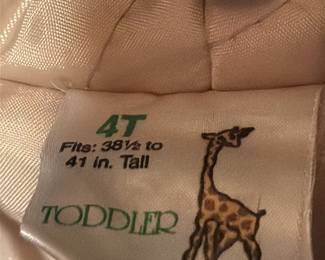 4T
Fits: 38½ to
41 in. Tall
TODDLER